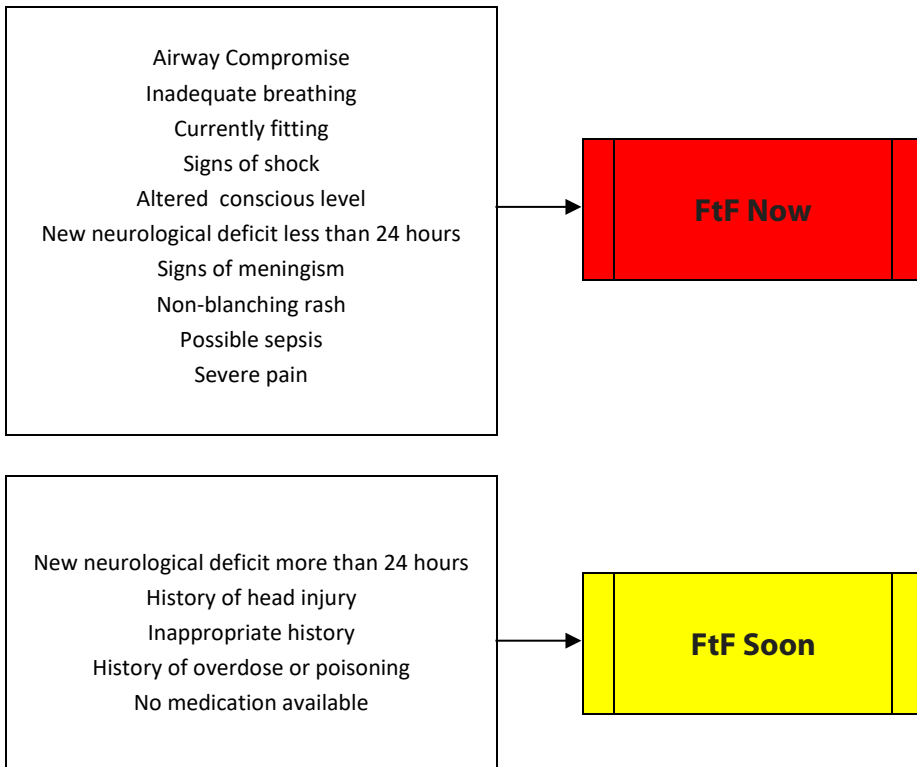 Airway Compromise
Inadequate breathing
Currently fitting
Signs of shock
Altered  conscious level
New neurological deficit less than 24 hours
Signs of meningism
Non-blanching rash
Possible sepsis
Severe pain
FtF Now
New neurological deficit more than 24 hours
History of head injury
Inappropriate history
History of overdose or poisoning
No medication available
FtF Soon